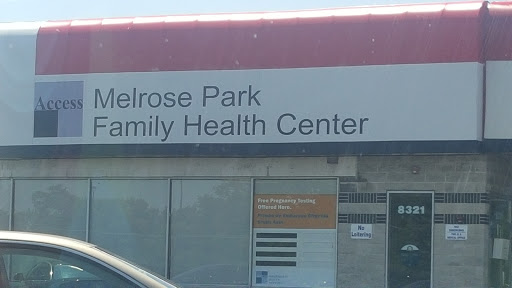 Access
Melrose Park
Family Health Center
Free Pregnancy Testing
Offered Here.
8321
No
Loitering